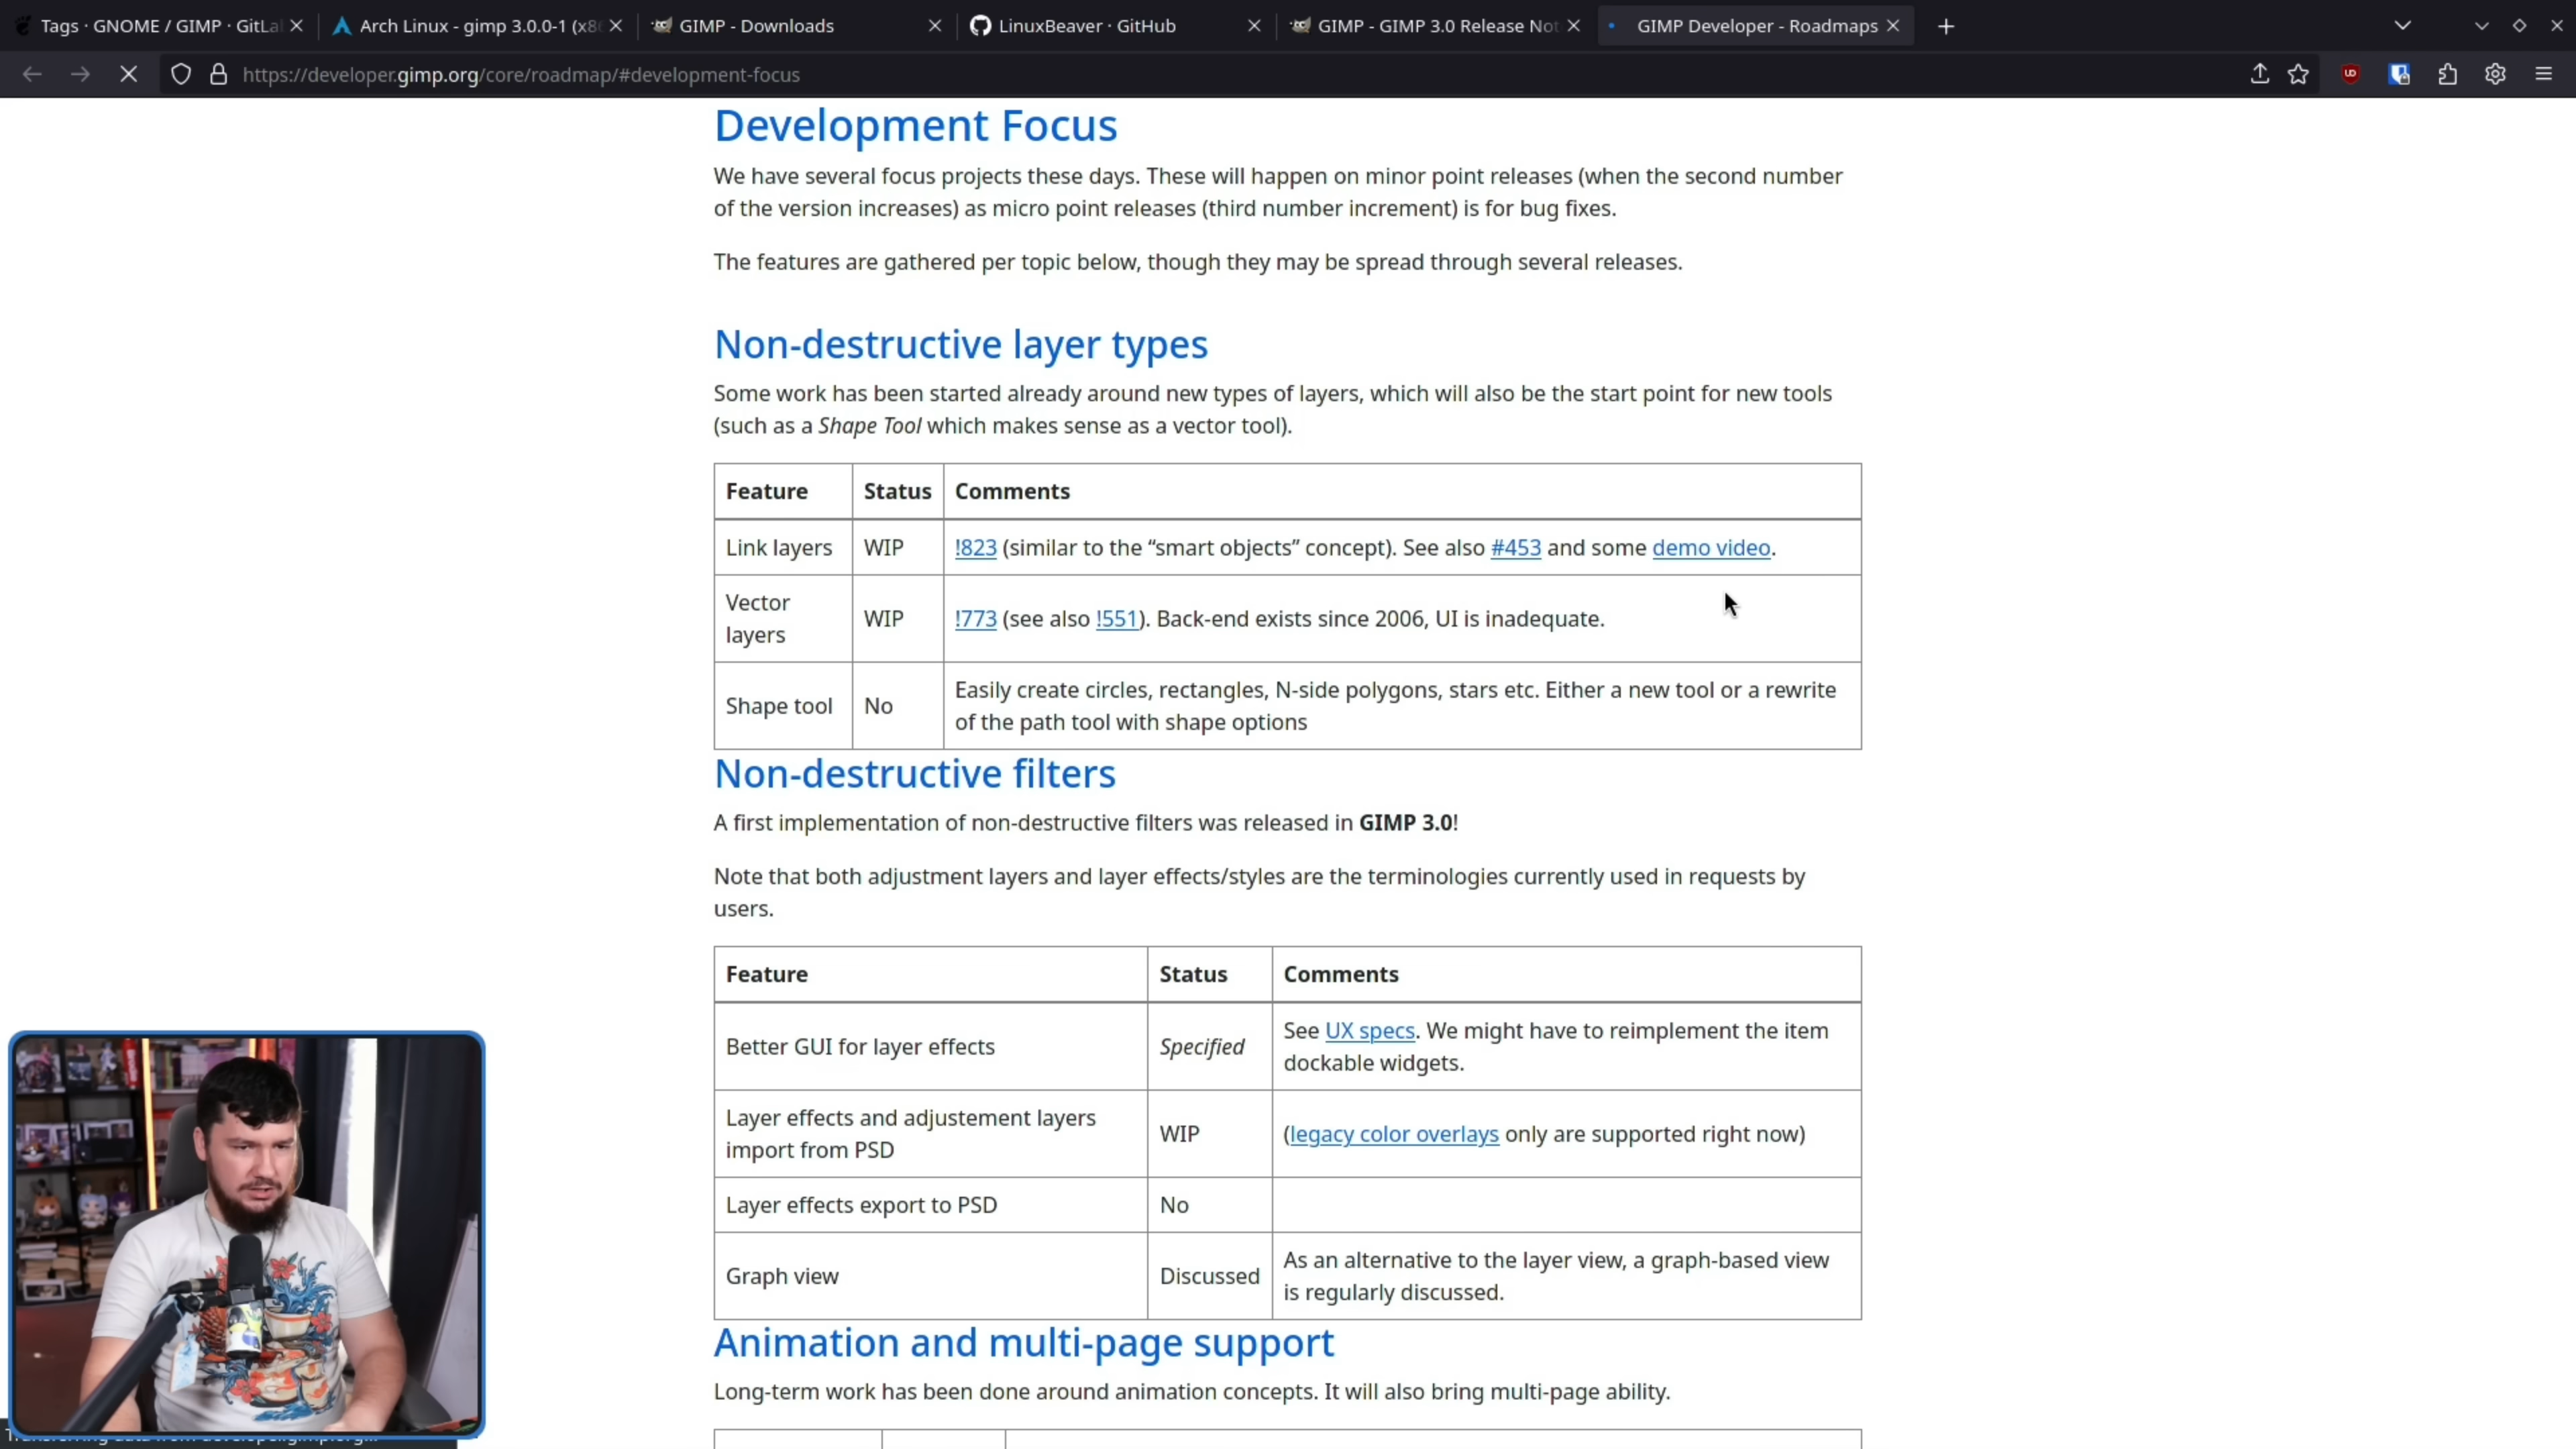 Tags · GNOME / GIMP · GitLa
Arch Linux - gimp 3.0.0-1 (x8
GIMP - Downloads
LinuxBeaver · GitHub
GIMP - GIMP 3.0 Release Not
GIMP Developer - Roadmaps
https://developer.gimp.org/core/roadmap/#development-focus
Development Focus
We have several focus projects these days. These will happen on minor point releases (when the second number
of the version increases) as micro point releases (third number increment) is for bug fixes.
The features are gathered per topic below, though they may be spread through several releases.
Non-destructive layer types
Some work has been started already around new types of layers, which will also be the start point for new tools
(such as a Shape Tool which makes sense as a vector tool).
Feature Status Comments
Link layers WIP !823 (similar to the “smart objects” concept). See also #453 and some demo video.
Vector
layers WIP !773 (see also !551). Back-end exists since 2006, UI is inadequate.
Shape tool No Easily create circles, rectangles, N-side polygons, stars etc. Either a new tool or a rewrite
of the path tool with shape options
Non-destructive filters
A first implementation of non-destructive filters was released in GIMP 3.0!
Note that both adjustment layers and layer effects/styles are the terminologies currently used in requests by
users.
Feature Status Comments
Better GUI for layer effects Specified See UX specs. We might have to reimplement the item
dockable widgets.
Layer effects and adjustement layers
import from PSD WIP (legacy color overlays only are supported right now)
Layer effects export to PSD No
Graph view Discussed As an alternative to the layer view, a graph-based view
is regularly discussed.
Animation and multi-page support
Long-term work has been done around animation concepts. It will also bring multi-page ability.